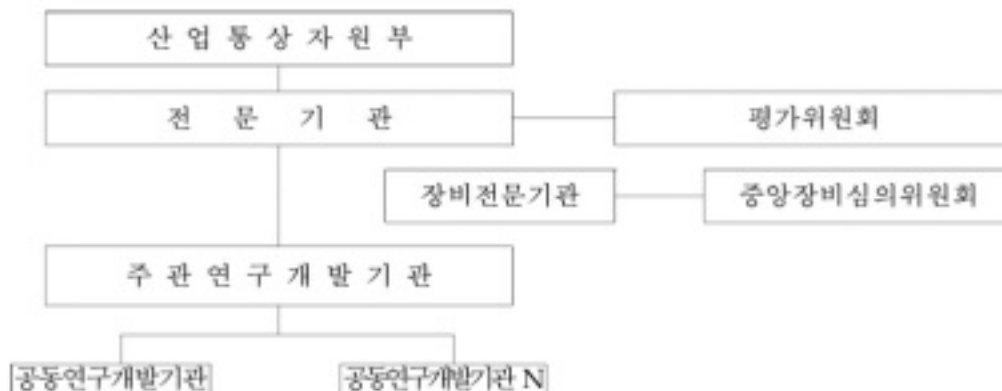 산업통상자원부
전문기관
평가위원회
장비전문기관
중앙장비심의위원회
주관연구개발기관
공동연구개발기관
공동연구개발기관 N